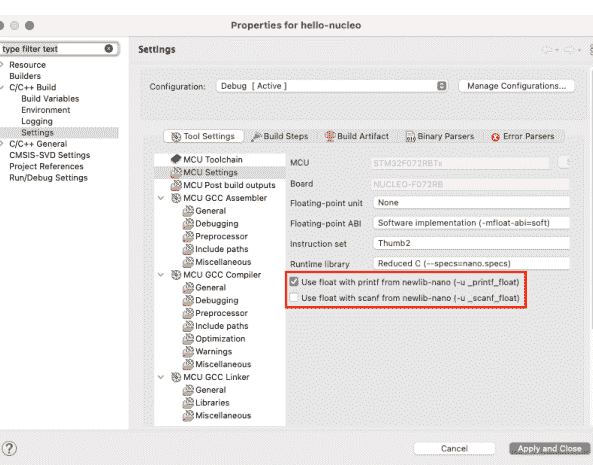 Properties for hello-nucleo
type filter text
Settings
Resource
Builders
C/C++ Build
Build Variables
Environment
Logging
Settings
C/C++ General
CMSIS-SVD Settings
Project References
Run/Debug Settings
Configuration: Debug [ Active ]
Manage Configurations...
Tool Settings Build Steps Build Artifact Binary Parsers Error Parsers
MCU Toolchain
MCU Settings
MCU Post build outputs
MCU GCC Assembler
General
Debugging
Preprocessor
Include paths
Miscellaneous
MCU GCC Compiler
General
Debugging
Preprocessor
Include paths
Optimization
Warnings
Miscellaneous
MCU GCC Linker
General
Libraries
Miscellaneous
MCU STM32F072RBTx
Board NUCLEO-F072RB
Floating-point unit None
Floating-point ABI Software implementation (-mfloat-abi=soft)
Instruction set Thumb2
Runtime library Reduced C (--specs=nano.specs)
Use float with printf from newlib-nano (-u _printf_float)
Use float with scanf from newlib-nano (-u _scanf_float)
Cancel
Apply and Close